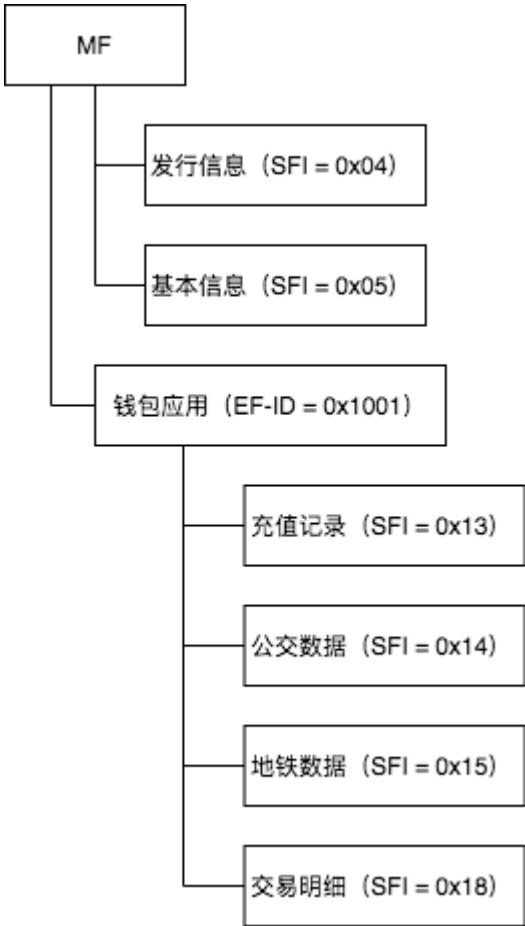 MF
发行信息（SFI = 0x04）
基本信息（SFI = 0x05）
钱包应用（EF-ID = 0x1001）
充值记录（SFI = 0x13）
公交数据（SFI = 0x14）
地铁数据（SFI = 0x15）
交易明细（SFI = 0x18）